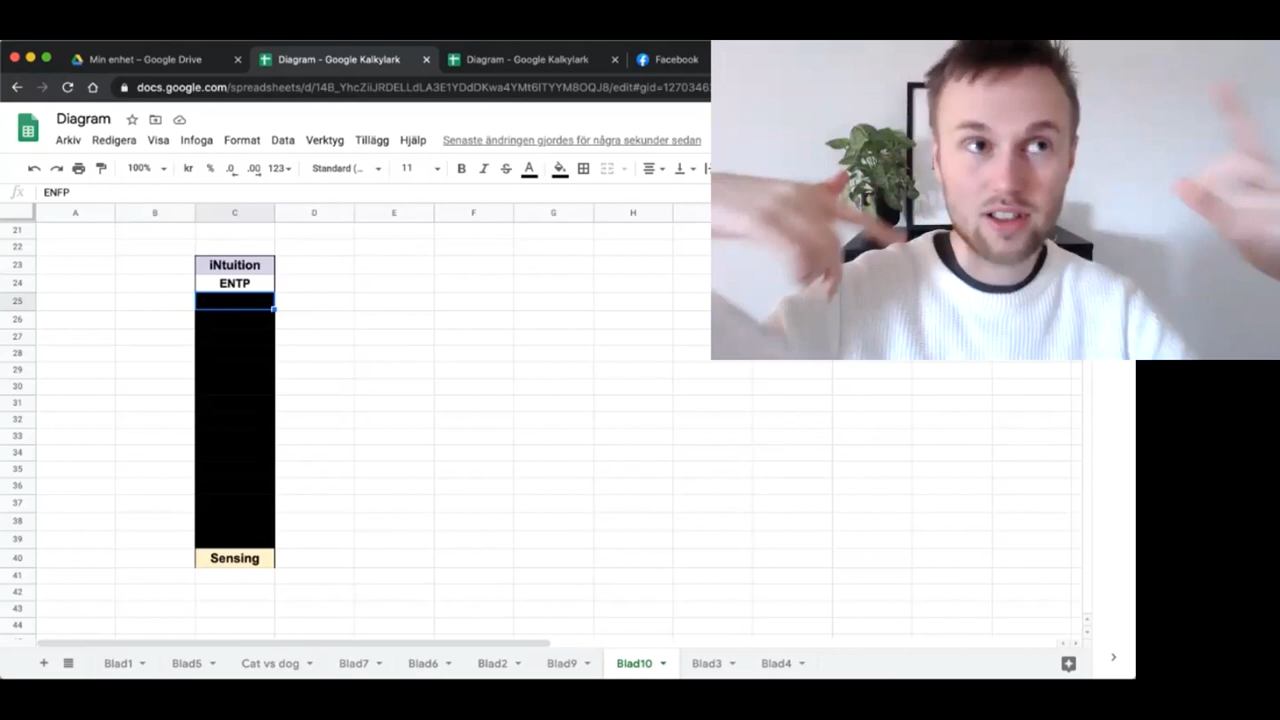 Min enhet – Google Drive
Diagram - Google Kalkylark
Diagram - Google Kalkylark
Facebook
docs.google.com/spreadsheets/d/14B_YhcZiiJRDELLdLA3E1YDdDKwa4YMt6ITYYM8OQJ8/edit#gid=1270346
Diagram
Arkiv Redigera Visa Infoga Format Data Verktyg Tillägg Hjälp Senaste ändringen gjordes för några sekunder sedan
100% kr % .0 .00 123 Standard (... 11 B I S A
fx ENFP
A B C D E F G H
21
22
23 iNtuition
24 ENTP
25
26
27
28
29
30
31
32
33
34
35
36
37
38
39
40 Sensing
41
42
43
44
+ Blad1 Blad5 Cat vs dog Blad7 Blad6 Blad2 Blad9 Blad10 Blad3 Blad4